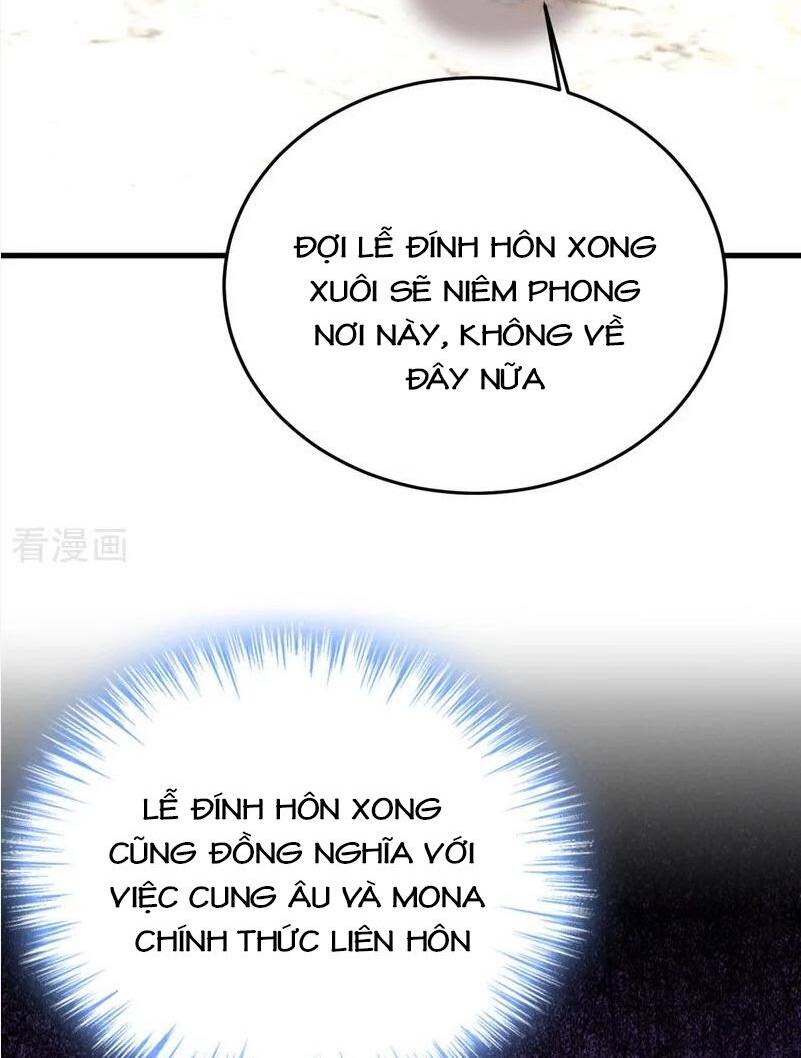 ĐỢI LỄ ĐÍNH HÔN XONG
XUÔI SẼ NIÊM PHONG
NƠI NÀY, KHÔNG VỀ
ĐÂY NỮA
看漫画
LỄ ĐÍNH HÔN XONG
CŨNG ĐỒNG NGHĨA VỚI
VIỆC CUNG ÂU VÀ MONA
CHÍNH THỨC LIÊN HÔN